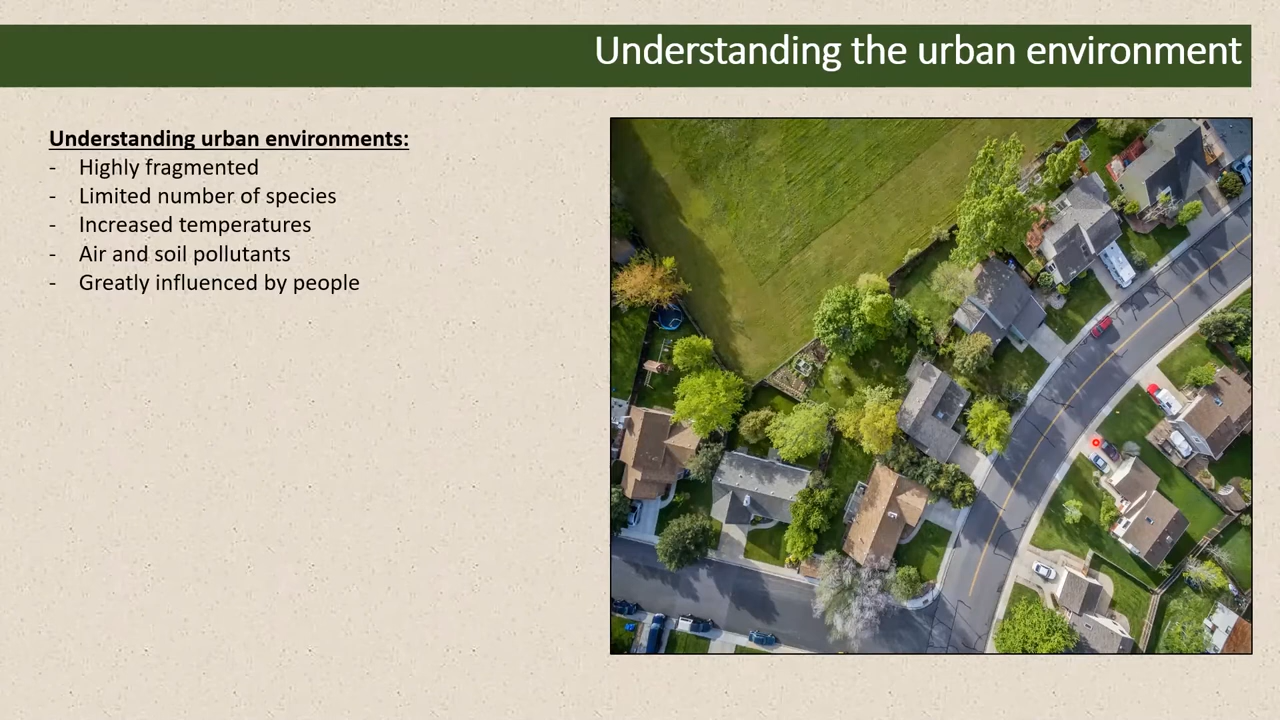 Understanding the urban environment
Understanding urban environments:
- Highly fragmented
- Limited number of species
- Increased temperatures
- Air and soil pollutants
- Greatly influenced by people